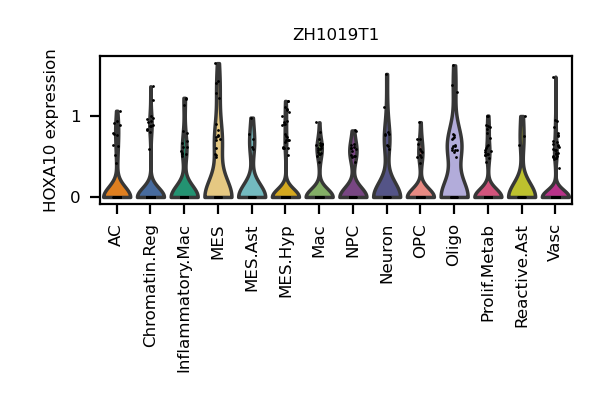 ZH1019T1
HOXA10 expression
1
0
AC
Chromatin.Reg
Inflammatory.Mac
MES
MES.Ast
MES.Hyp
Mac
NPC
Neuron
OPC
Oligo
Prolif.Metab
Reactive.Ast
Vasc